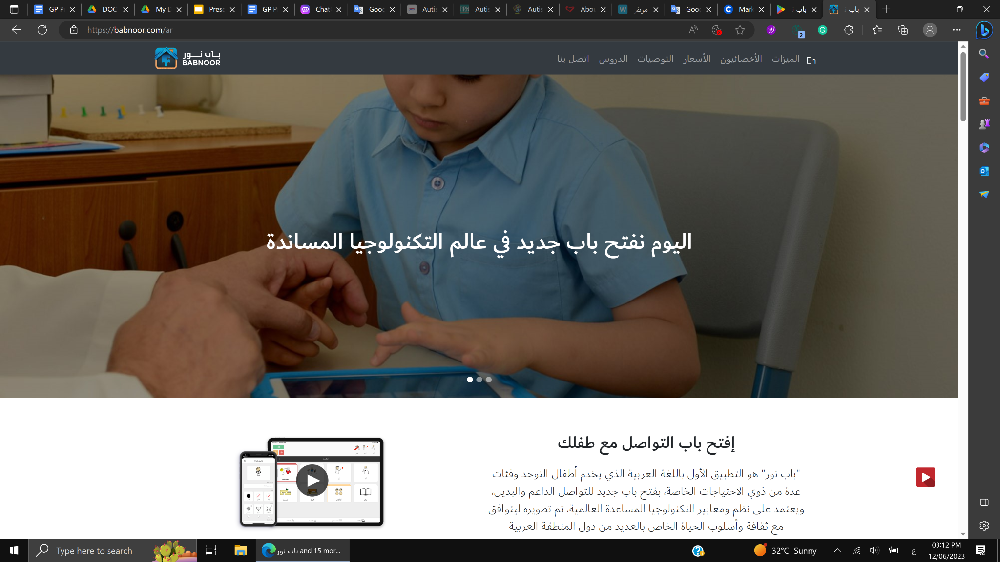 GP P
DOC
My D
Prese
GP P
Chat
Goog
Autis
PRN
Autis
Autis
Abou
W
مرض
Goog
C
Mark
باب ن
باب ن
https://babnoor.com/ar
2
باب نـــور
BABNOOR
En
الميزات
الأخصائيون
الأسعار
التوصيات
الدروس
اتصل بنا
اليوم نفتح باب جديد في عالم التكنولوجيا المساندة
إفتح باب التواصل مع طفلك
"باب نور" هو التطبيق الأول باللغة العربية الذي يخدم أطفال التوحد وفئات
عدة من ذوي الاحتياجات الخاصة، بفتح باب جديد للتواصل الداعم والبديل،
ويعتمد على نظم ومعايير التكنولوجيا المساعدة العالمية، تم تطويره ليتوافق
مع ثقافة وأسلوب الحياة الخاص بالعديد من دول المنطقة العربية
Type here to search
باب نور and 15 mor...
32°C Sunny
ع
03:12 PM
12/06/2023